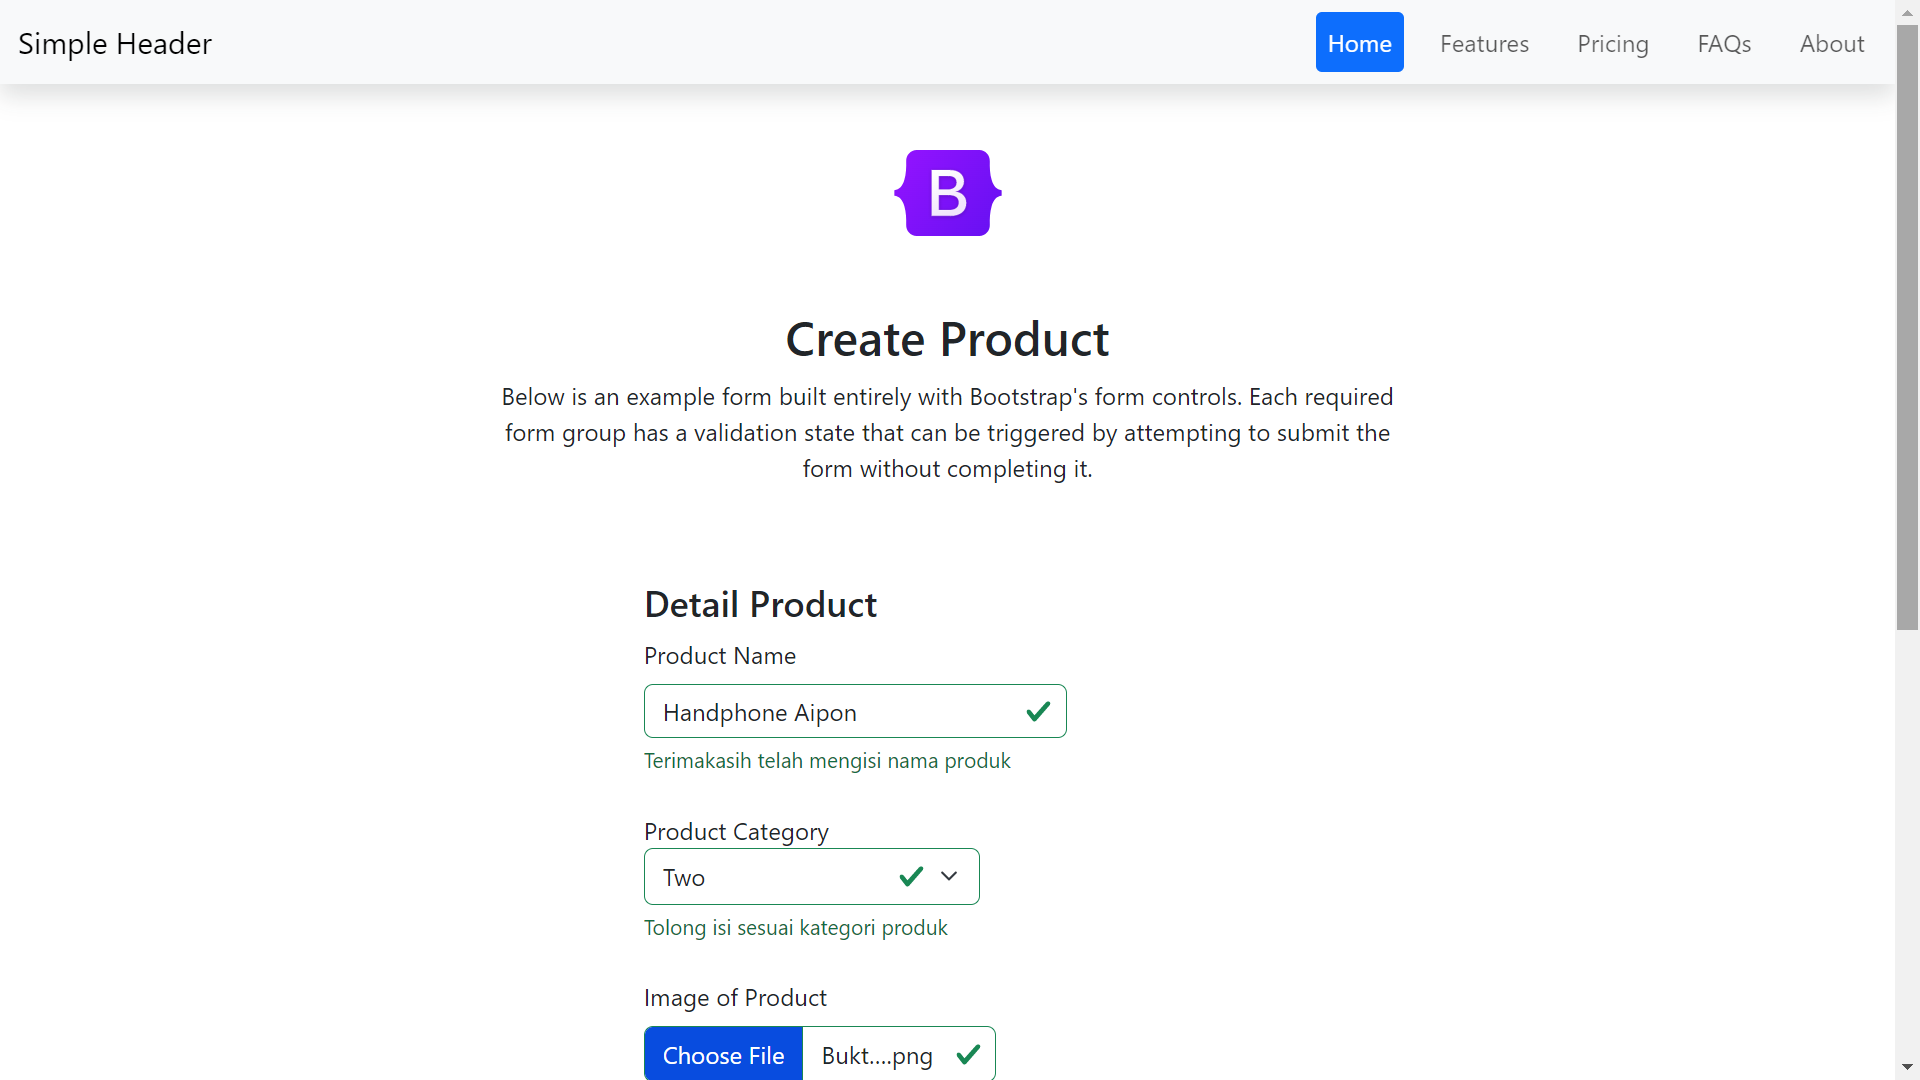 Simple Header
Home Features Pricing FAQs About
B
Create Product
Below is an example form built entirely with Bootstrap's form controls. Each required
form group has a validation state that can be triggered by attempting to submit the
form without completing it.
Detail Product
Product Name
Handphone Aipon
Terimakasih telah mengisi nama produk
Product Category
Two
Tolong isi sesuai kategori produk
Image of Product
Choose File Bukt....png